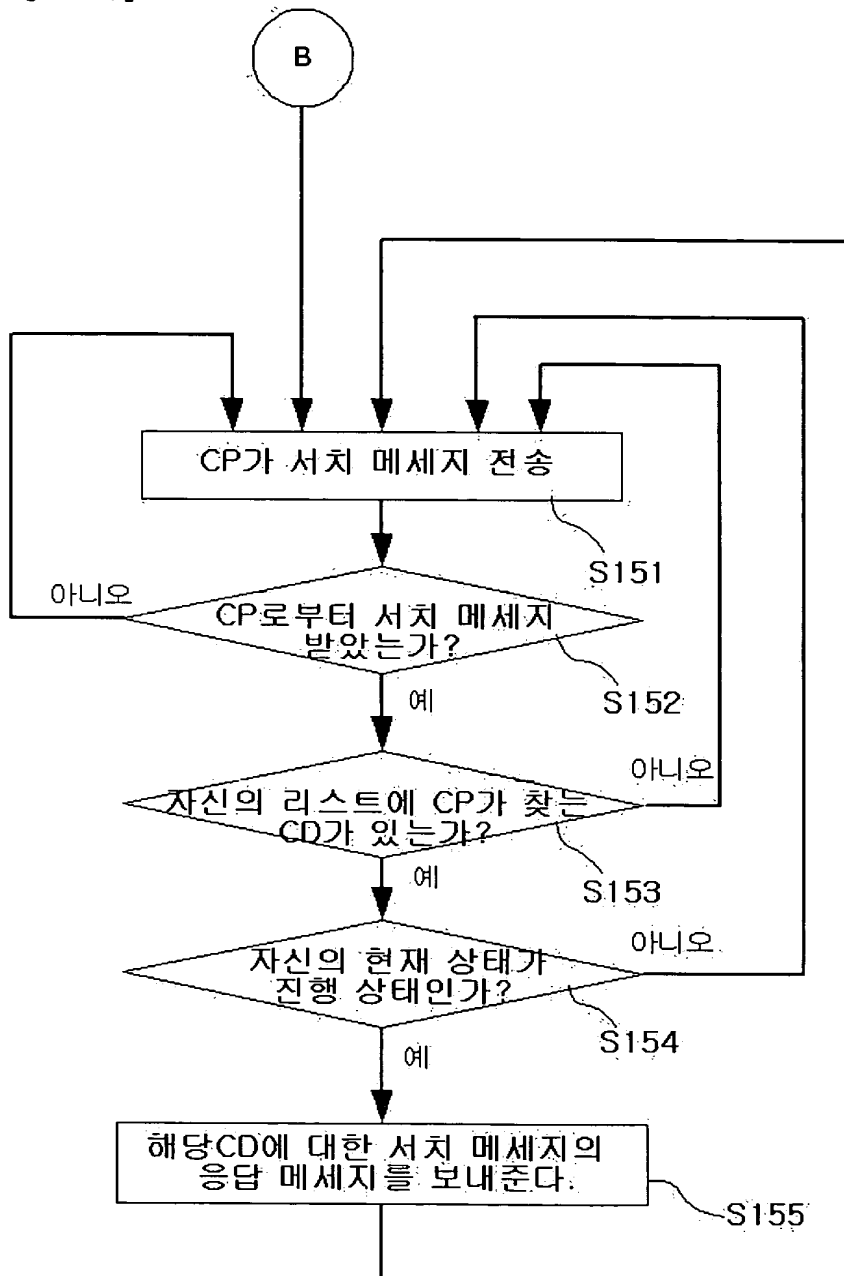 B
CP가 서치 메세지 전송
S151
아니오
CP로부터 서치 메세지
받았는가?
S152
예
아니오
자신의 리스트에 CP가 찾는
CD가 있는가?
S153
예
아니오
자신의 현재 상태가
진행 상태인가?
S154
예
해당CD에 대한 서치 메세지의
응답 메세지를 보내준다.
S155